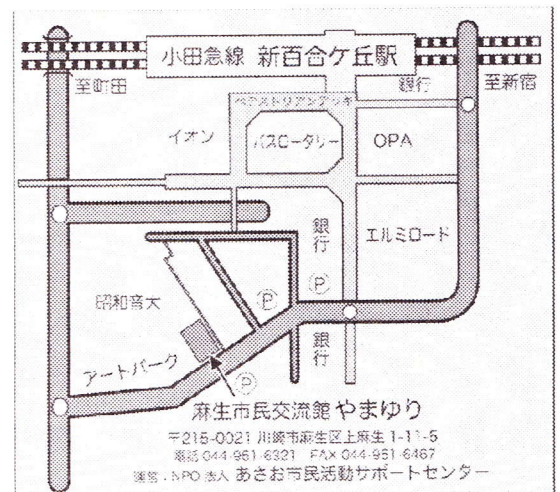 小田急線 新百合ケ丘駅
至町田
銀行
至新宿
ペデストリアンデッキ
イオン
バスロータリー
OPA
銀行
エルミロード
昭和音大
P
P
銀行
アートパーク
P
麻生市民交流館 やまゆり
〒215-0021 川崎市麻生区上麻生 1-11-5
電話 044-951-6321 FAX 044-951-6467
運営:NPO 法人 あさお市民活動サポートセンター